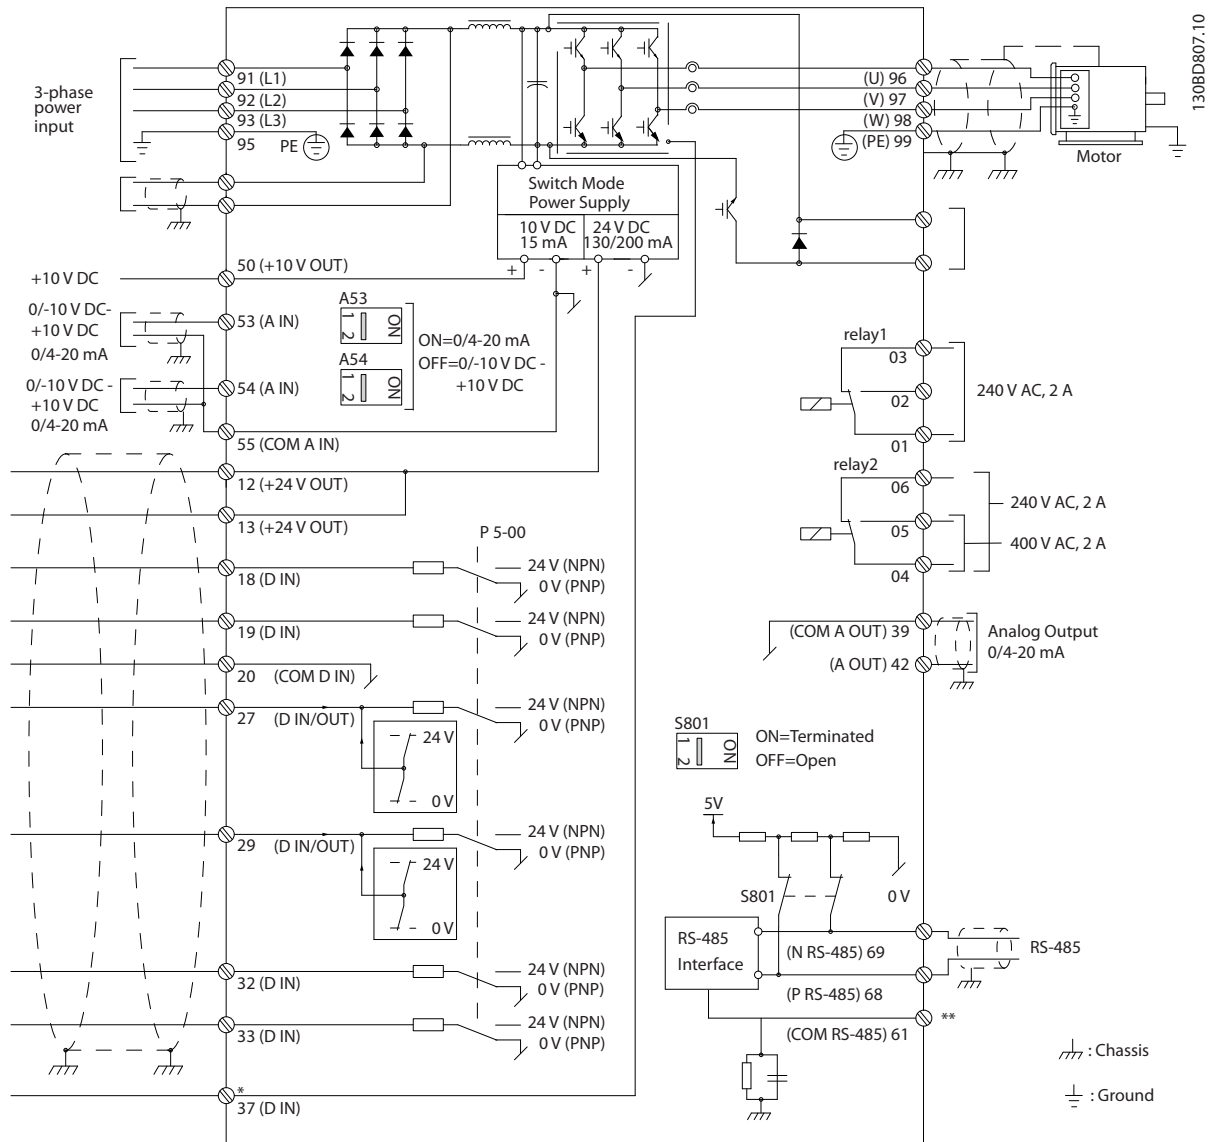 130BD807.10
3-phase
power
input
91 (L1)
92 (L2)
93 (L3)
95
PE
(U) 96
(V) 97
(W) 98
(PE) 99
Motor
Switch Mode
Power Supply
10 V DC
15 mA
24 V DC
130/200 mA
+ - + -
+10 V DC
50 (+10 V OUT)
0/-10 V DC-
+10 V DC
0/4-20 mA
53 (A IN)
A53
1 2 ON
A54
1 2 ON
ON=0/4-20 mA
OFF=0/-10 V DC -
+10 V DC
0/-10 V DC -
+10 V DC
0/4-20 mA
54 (A IN)
55 (COM A IN)
12 (+24 V OUT)
13 (+24 V OUT)
relay1
03
02
01
240 V AC, 2 A
relay2
06
05
04
240 V AC, 2 A
400 V AC, 2 A
P 5-00
18 (D IN)
24 V (NPN)
0 V (PNP)
19 (D IN)
24 V (NPN)
0 V (PNP)
20 (COM D IN)
27 (D IN/OUT)
24 V (NPN)
0 V (PNP)
24 V
0 V
29 (D IN/OUT)
24 V (NPN)
0 V (PNP)
24 V
0 V
32 (D IN)
24 V (NPN)
0 V (PNP)
33 (D IN)
24 V (NPN)
0 V (PNP)
*
37 (D IN)
(COM A OUT) 39
(A OUT) 42
Analog Output
0/4-20 mA
S801
1 2 ON
ON=Terminated
OFF=Open
5V
S801
0 V
RS-485
Interface
(N RS-485) 69
(P RS-485) 68
(COM RS-485) 61
RS-485
**
: Chassis
: Ground